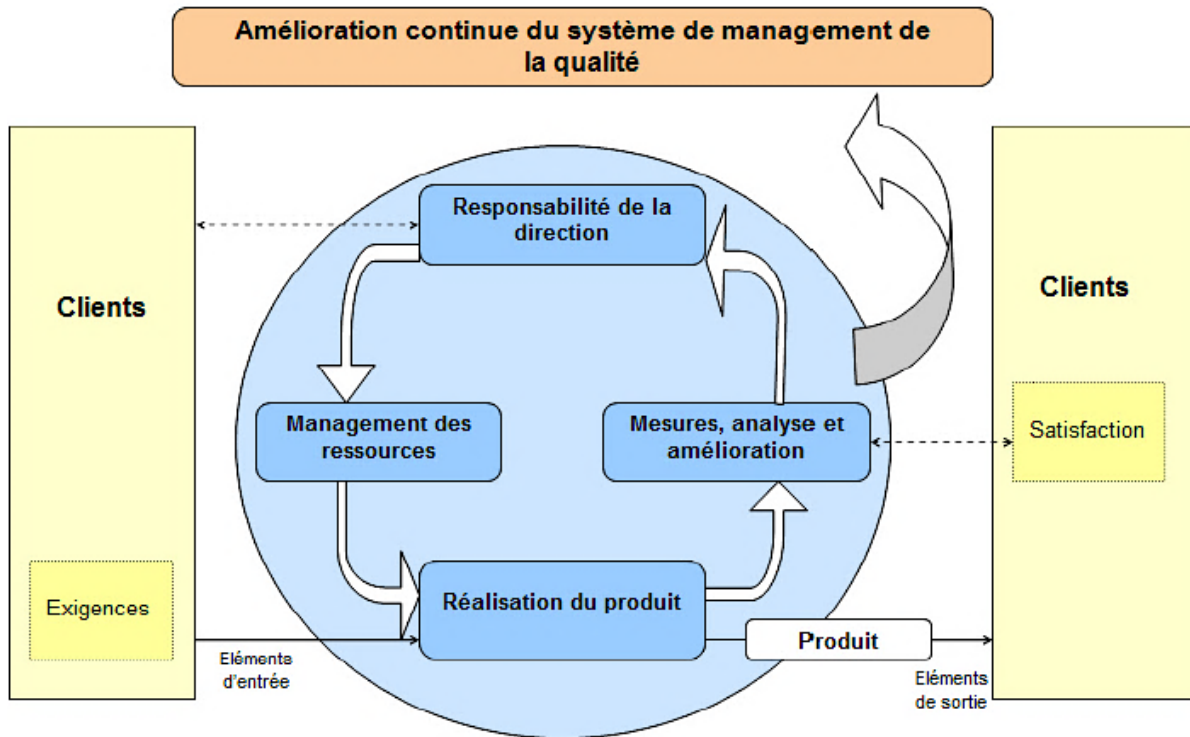 Amélioration continue du système de management de
la qualité
Clients
Exigences
Responsabilité de la
direction
Management des
ressources
Mesures, analyse et
amélioration
Réalisation du produit
Eléments
d'entrée
Produit
Eléments
de sortie
Clients
Satisfaction